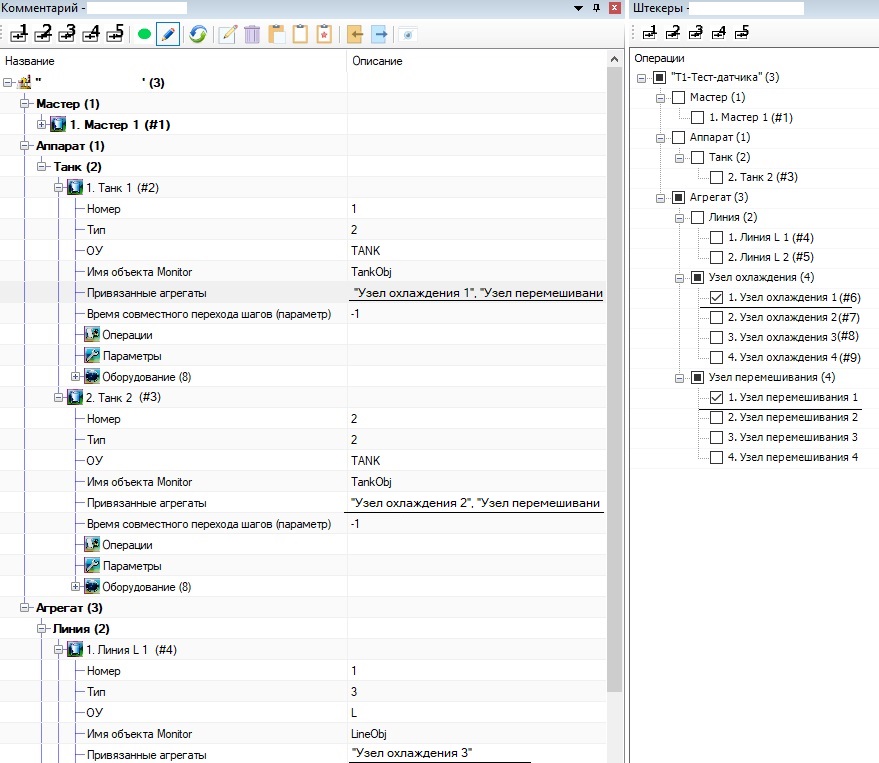 Комментарий -
1 2 3 4 5
Название Описание
" ' (3)
Мастер (1)
1. Мастер 1 (#1)
Аппарат (1)
Танк (2)
1. Танк 1 (#2)
Номер 1
Тип 2
ОУ TANK
Имя объекта Monitor TankObj
Привязанные агрегаты "Узел охлаждения 1", "Узел перемешивани
Время совместного перехода шагов (параметр) -1
Операции
Параметры
Оборудование (8)
2. Танк 2 (#3)
Номер 2
Тип 2
ОУ TANK
Имя объекта Monitor TankObj
Привязанные агрегаты "Узел охлаждения 2", "Узел перемешивани
Время совместного перехода шагов (параметр) -1
Операции
Параметры
Оборудование (8)
Агрегат (3)
Линия (2)
1. Линия L 1 (#4)
Номер 1
Тип 3
ОУ L
Имя объекта Monitor LineObj
Привязанные агрегаты "Узел охлаждения 3"
Штекеры -
1 2 3 4 5
Операции
"Т1-Тест-датчика" (3)
Мастер (1)
1. Мастер 1 (#1)
Аппарат (1)
Танк (2)
2. Танк 2 (#3)
Агрегат (3)
Линия (2)
1. Линия L 1 (#4)
2. Линия L 2 (#5)
Узел охлаждения (4)
1. Узел охлаждения 1 (#6)
2. Узел охлаждения 2 (#7)
3. Узел охлаждения 3(#8)
4. Узел охлаждения 4 (#9)
Узел перемешивания (4)
1. Узел перемешивания 1
2. Узел перемешивания 2
3. Узел перемешивания 3
4. Узел перемешивания 4